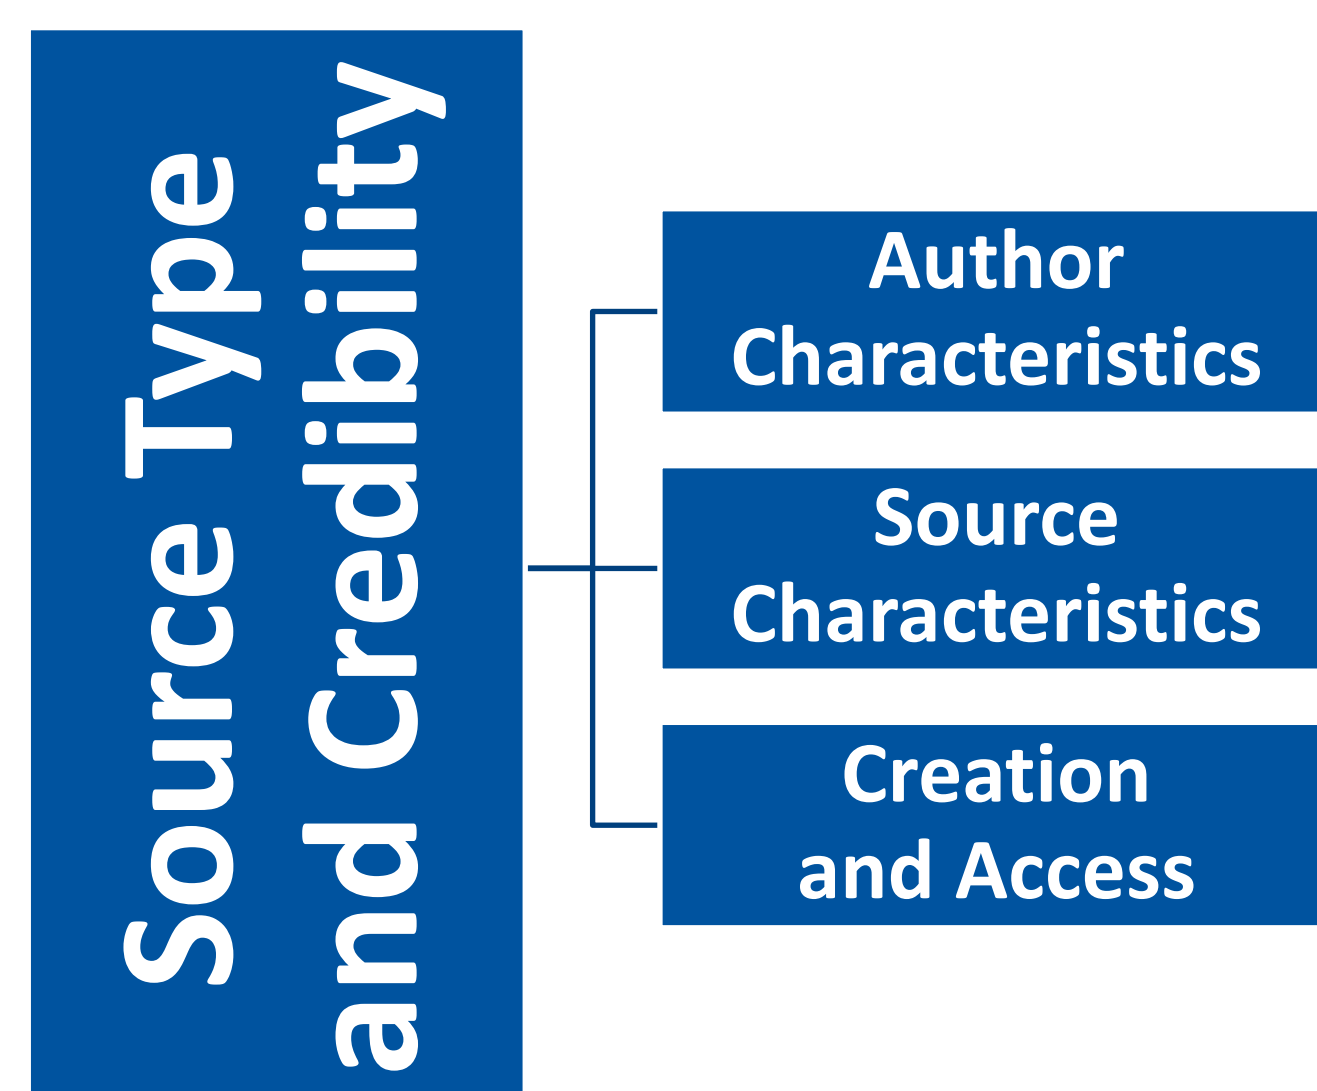 Source Type
and Credibility
Author
Characteristics
Source
Characteristics
Creation
and Access